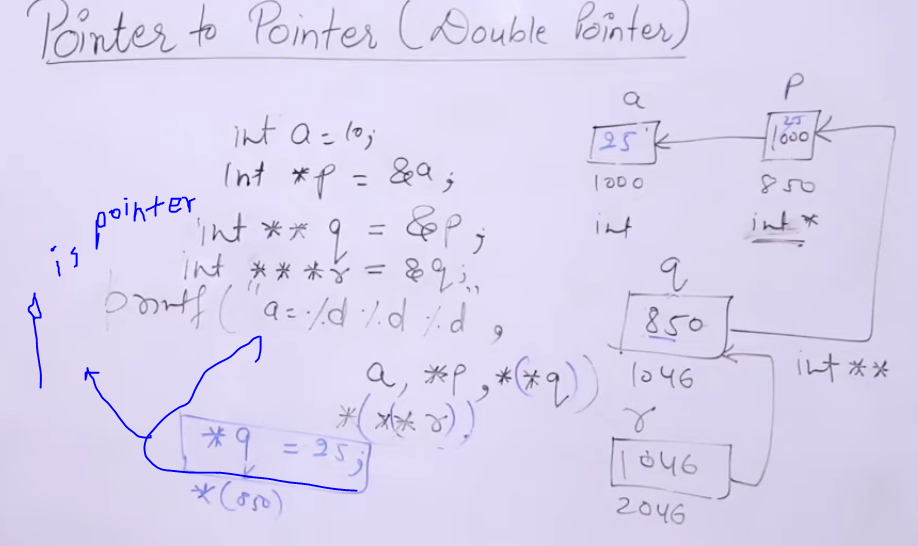 Pointer to Pointer (Double Pointer)
int a = 10;
int *p = &a;
int ** q = &p;
int ***r = &q;
printf("a=%d %d %d",
a, *p, *(*q))
*(*(*r))
*q = 25;
*(850)
is pointer
a
25
1000
int
p
25
1000
850
int *
q
850
1046
int **
r
1046
2046